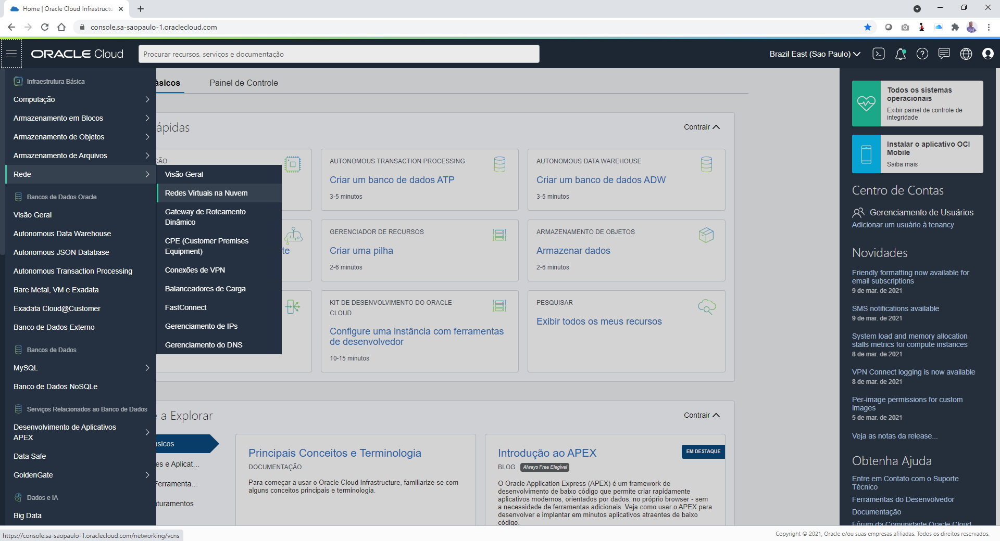 Home | Oracle Cloud Infrastructu
console.sa-saopaulo-1.oraclecloud.com
ORACLE Cloud
Procurar recursos, serviços e documentação
Brazil East (Sao Paulo)
Infraestrutura Básica
Computação
Armazenamento em Blocos
Armazenamento de Objetos
Armazenamento de Arquivos
Rede
Bancos de Dados Oracle
Visão Geral
Autonomous Data Warehouse
Autonomous JSON Database
Autonomous Transaction Processing
Bare Metal, VM e Exadata
Exadata Cloud@Customer
Banco de Dados Externo
Bancos de Dados
MySQL
Banco de Dados NoSQLe
Serviços Relacionados ao Banco de Dados
Desenvolvimento de Aplicativos
APEX
Data Safe
GoldenGate
Dados e IA
Big Data
Visão Geral
Redes Virtuais na Nuvem
Gateway de Roteamento
Dinâmico
CPE (Customer Premises
Equipment)
Conexões de VPN
Balanceadores de Carga
FastConnect
Gerenciamento de IPs
Gerenciamento do DNS
ásicos
Painel de Controle
ápidas
Contrair
ÇÃO
AUTONOMOUS TRANSACTION PROCESSING
Criar um banco de dados ATP
3-5 minutos
AUTONOMOUS DATA WAREHOUSE
Criar um banco de dados ADW
3-5 minutos
te
GERENCIADOR DE RECURSOS
Criar uma pilha
2-6 minutos
ARMAZENAMENTO DE OBJETOS
Armazenar dados
2-6 minutos
KIT DE DESENVOLVIMENTO DO ORACLE
CLOUD
Configure uma instância com ferramentas
de desenvolvedor
10-15 minutos
PESQUISAR
Exibir todos os meus recursos
e a Explorar
Contrair
ásicos
es e Aplicat...
Ferramenta...
aturamentos
Principais Conceitos e Terminologia
DOCUMENTAÇÃO
Para começar a usar o Oracle Cloud Infrastructure, familiarize-se com
alguns conceitos principais e terminologia.
Introdução ao APEX
EM DESTAQUE
BLOG Always Free Elegível
O Oracle Application Express (APEX) é um framework de
desenvolvimento de baixo código que permite criar rapidamente
aplicativos modernos, orientados por dados, no próprio browser - sem
a necessidade de ferramentas adicionais. Veja como usar o APEX para
desenvolver e implantar em minutos aplicativos atraentes de baixo
código.
Todos os sistemas
operacionais
Exibir painel de controle de
integridade
Instalar o aplicativo OCI
Mobile
Saiba mais
Centro de Contas
Gerenciamento de Usuários
Adicionar um usuário à tenancy
Novidades
Friendly formatting now available for
email subscriptions
9 de mar. de 2021
SMS notifications available
9 de mar. de 2021
System load and memory allocation
stalls metrics for compute instances
8 de mar. de 2021
VPN Connect logging is now available
8 de mar. de 2021
Per-image permissions for custom
images
5 de mar. de 2021
Veja as notas da release...
Obtenha Ajuda
Entre em Contato com o Suporte
Técnico
Ferramentas do Desenvolvedor
Documentação
Fórum da Comunidade Oracle Cloud
https://console.sa-saopaulo-1.oraclecloud.com/networking/vcns
Copyright © 2021, Oracle e/ou suas empresas afiliadas. Todos os direitos reservados.